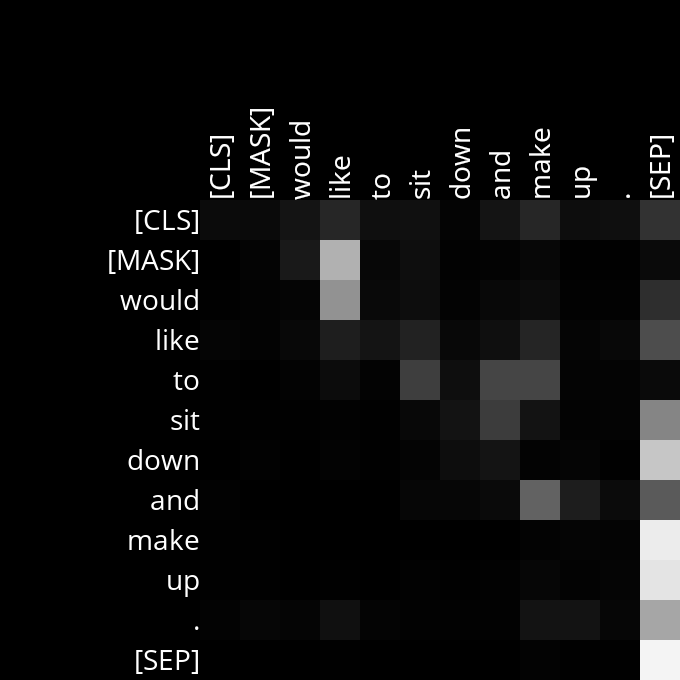 [CLS] [MASK] would like to sit down and make up . [SEP]
[CLS]
[MASK]
would
like
to
sit
down
and
make
up
.
[SEP]